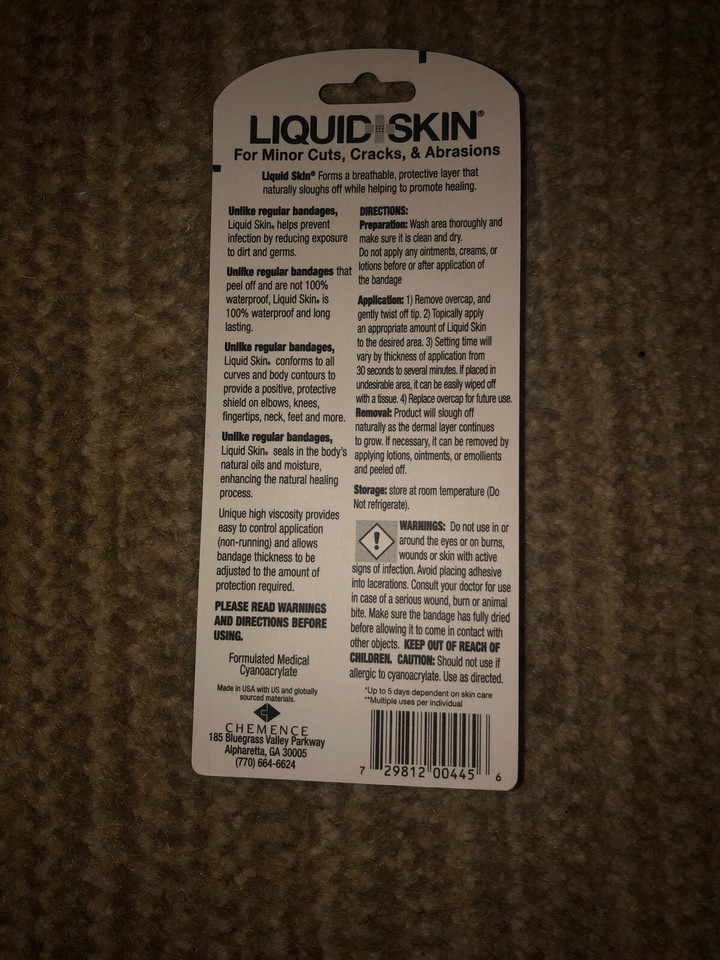 LIQUID SKIN®
For Minor Cuts, Cracks, & Abrasions
Liquid Skin® Forms a breathable, protective layer that
naturally sloughs off while helping to promote healing.
Unlike regular bandages,
Liquid Skin® helps prevent
infection by reducing exposure
to dirt and germs.
Unlike regular bandages that
peel off and are not 100%
waterproof, Liquid Skin® is
100% waterproof and long
lasting.
Unlike regular bandages,
Liquid Skin® conforms to all
curves and body contours to
provide a positive, protective
shield on elbows, knees,
fingertips, neck, feet and more.
Unlike regular bandages,
Liquid Skin® seals in the body's
natural oils and moisture,
enhancing the natural healing
process.
Unique high viscosity provides
easy to control application
(non-running) and allows
bandage thickness to be
adjusted to the amount of
protection required.
PLEASE READ WARNINGS
AND DIRECTIONS BEFORE
USING.
Formulated Medical
Cyanoacrylate
Made in USA with US and globally
sourced materials.
CHEMENCE
185 Bluegrass Valley Parkway
Alpharetta, GA 30005
(770) 664-6624
DIRECTIONS:
Preparation: Wash area thoroughly and
make sure it is clean and dry.
Do not apply any ointments, creams, or
lotions before or after application of
the bandage
Application: 1) Remove overcap, and
gently twist off tip. 2) Topically apply
an appropriate amount of Liquid Skin
to the desired area. 3) Setting time will
vary by thickness of application from
30 seconds to several minutes. If placed in
undesirable area, it can be easily wiped off
with a tissue. 4) Replace overcap for future use.
Removal: Product will slough off
naturally as the dermal layer continues
to grow. If necessary, it can be removed by
applying lotions, ointments, or emollients
and peeled off.
Storage: store at room temperature (Do
Not refrigerate).
WARNINGS: Do not use in or
around the eyes or on burns,
wounds or skin with active
signs of infection. Avoid placing adhesive
into lacerations. Consult your doctor for use
in case of a serious wound, burn or animal
bite. Make sure the bandage has fully dried
before allowing it to come in contact with
other objects. KEEP OUT OF REACH OF
CHILDREN. CAUTION: Should not use if
allergic to cyanoacrylate. Use as directed.
*Up to 5 days dependent on skin care
**Multiple uses per individual
7 29812 00445 6